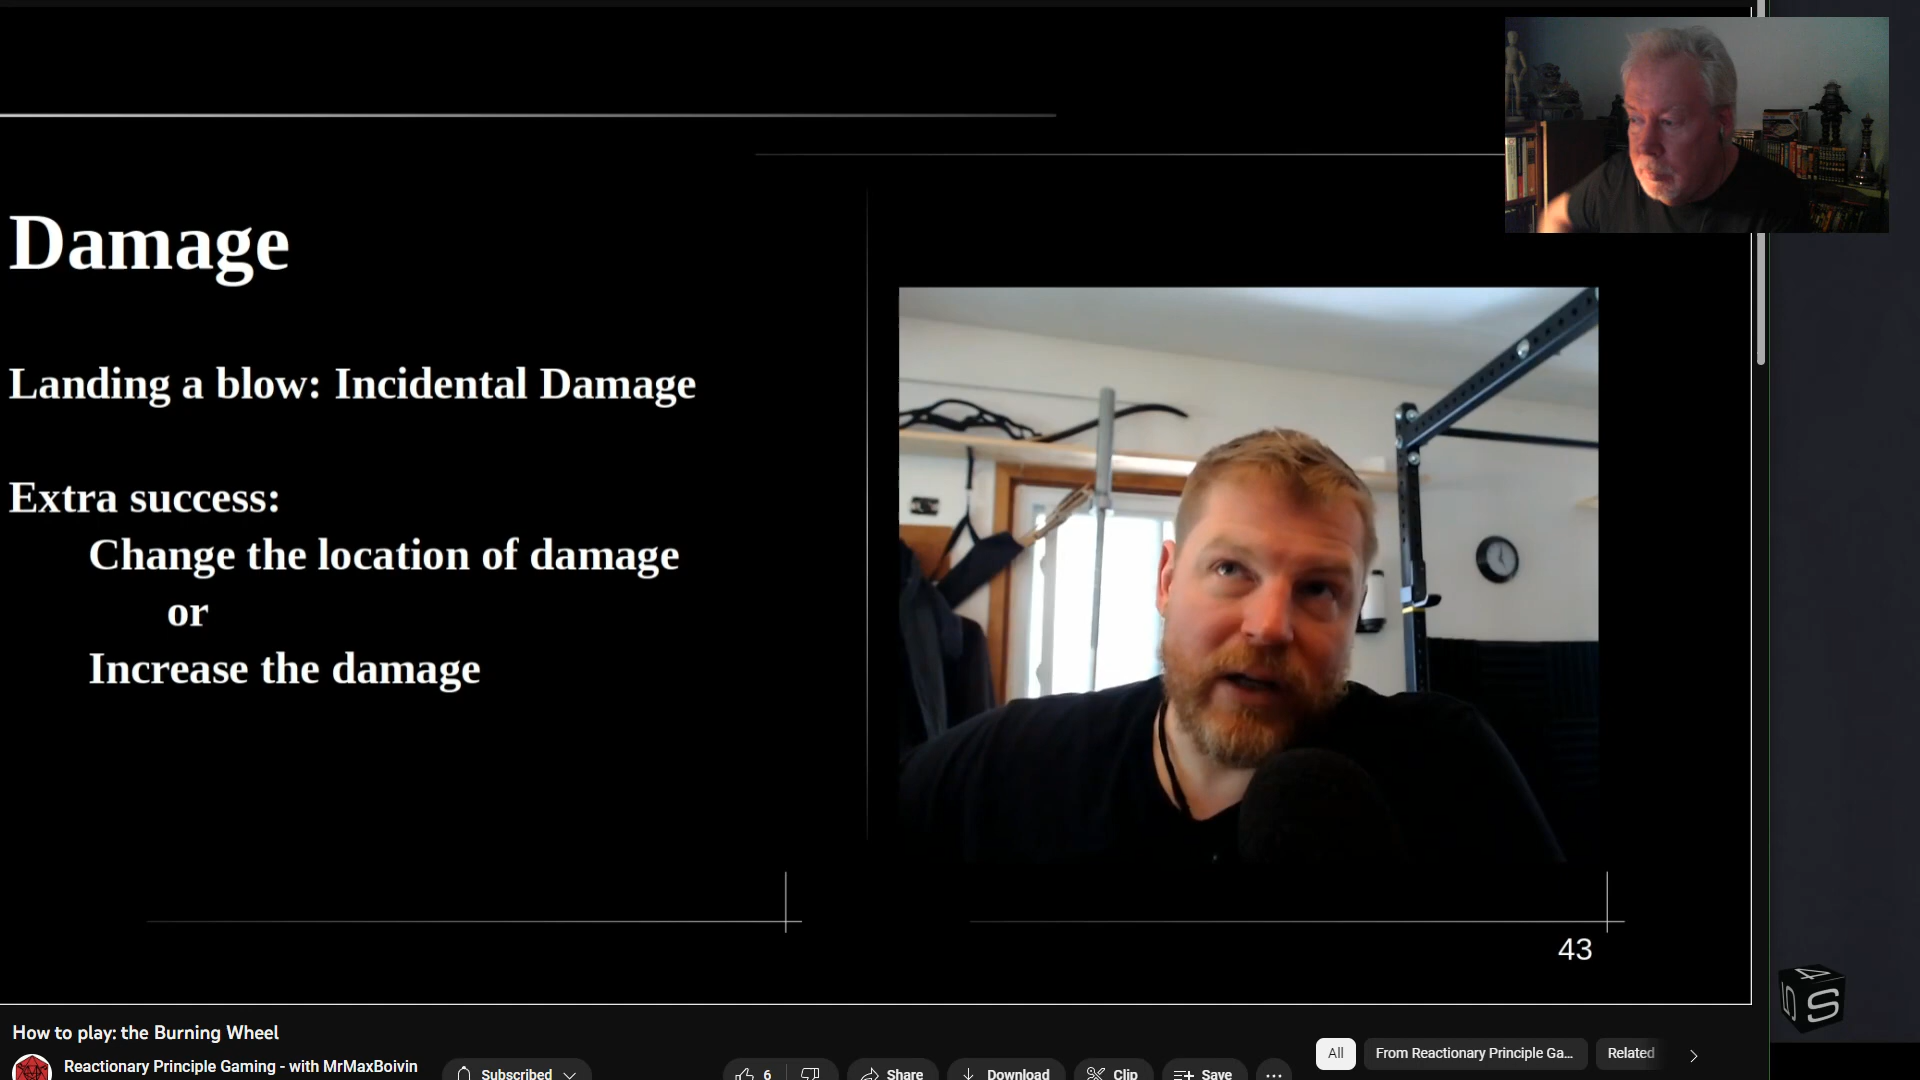 Damage
Landing a blow: Incidental Damage
Extra success:
Change the location of damage
or
Increase the damage
43
4
S
5
How to play: the Burning Wheel
Reactionary Principle Gaming - with MrMaxBoivin
Subscribed
6
Share
Download
Clip
Save
All
From Reactionary Principle Ga...
Related